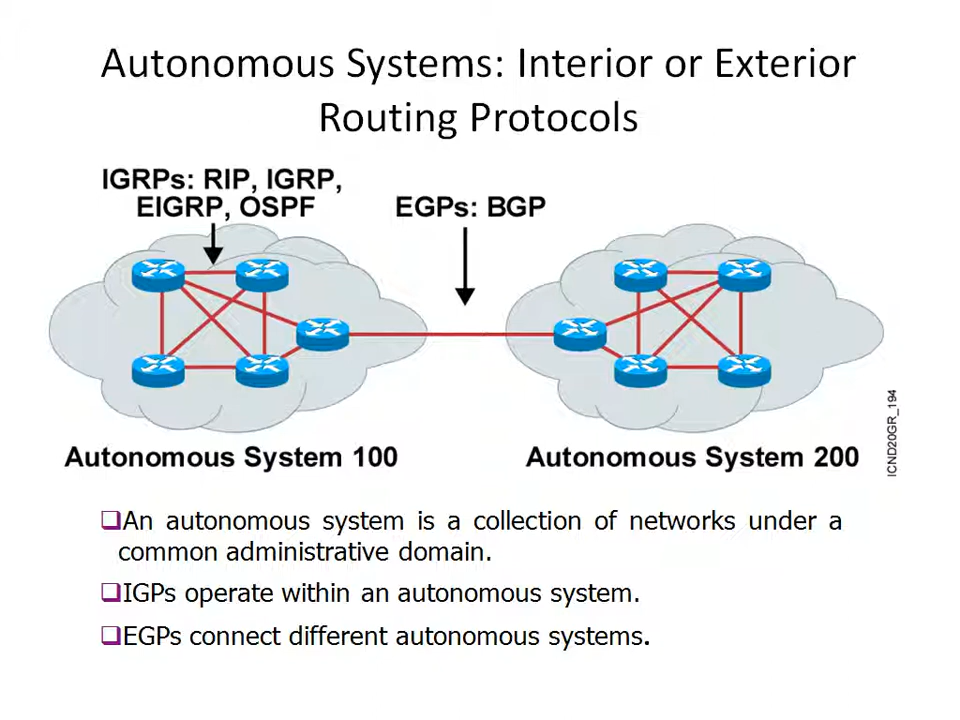 Autonomous Systems: Interior or Exterior
Routing Protocols
IGRPs: RIP, IGRP,
EIGRP, OSPF
EGPs: BGP
Autonomous System 100
Autonomous System 200
ICND20GR_194
❑An autonomous system is a collection of networks under a
common administrative domain.
❑IGPs operate within an autonomous system.
❑EGPs connect different autonomous systems.